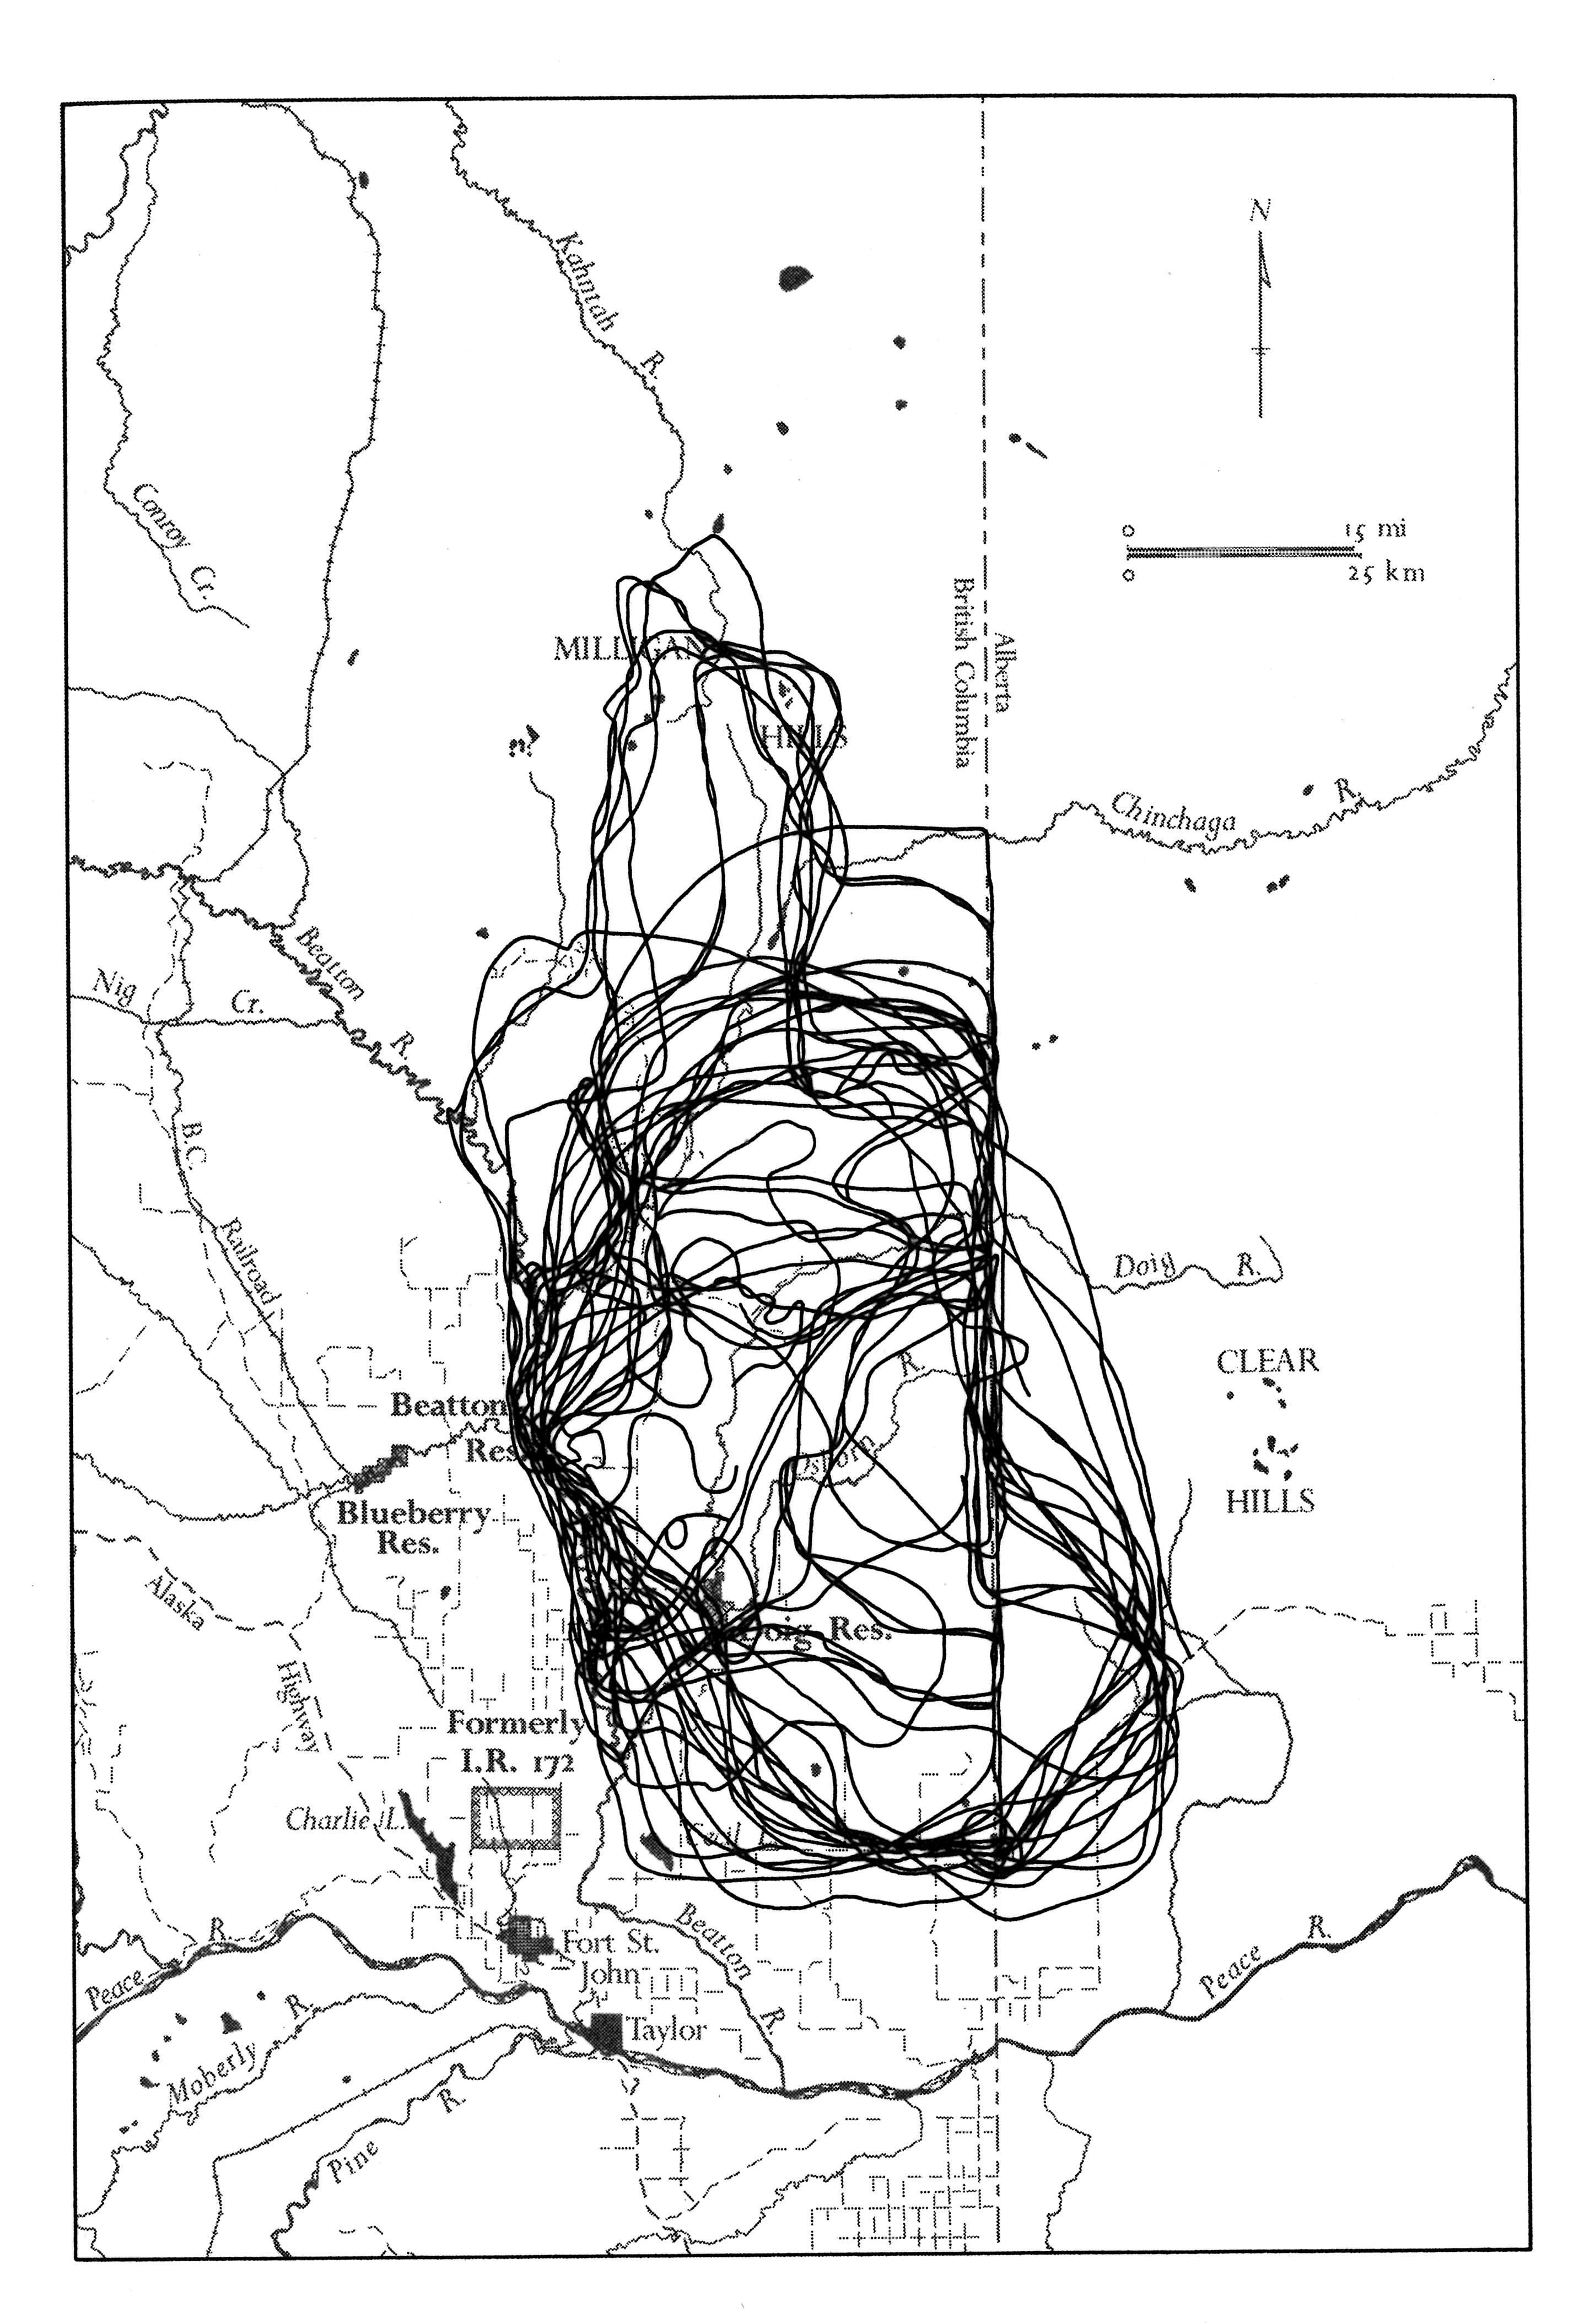 N
Kahntah
R.
15 mi
25 km
Conroy
Cr.
British Columbia
Alberta
MILLIGAN
HILLS
Chinchaga
R.
Beatton
R.
Nig
Cr.
B.C.
Railroad
Doig
R.
CLEAR
HILLS
R.
Osborn
Beatton
Res.
Blueberry
Res.
Alaska
Highway
Doig Res.
Formerly
I.R. 172
Charlie L.
Cecil L.
Fort St.
John
Taylor
Beatton
R.
Peace
R.
Peace
R.
Moberly
R.
Pine
R.